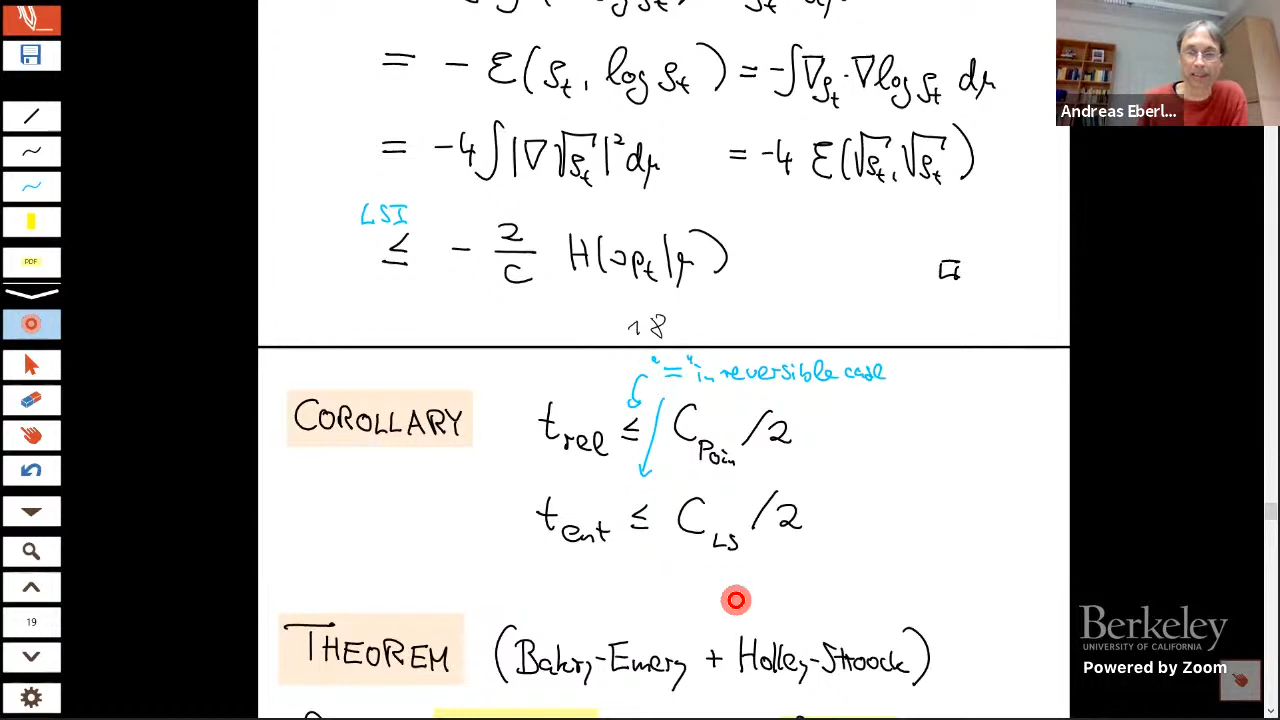 = - ℰ(ρ_t, log ρ_t) = -∫∇ρ_t · ∇log ρ_t dμ
= -4 ∫|∇√ρ_t|² dμ = -4 ℰ(√ρ_t, √ρ_t)
LSI
≤ - 2/C H(νp_t|μ) □
18
"=" in reversible case
COROLLARY t_rel ≤ C_Poin /2
t_ent ≤ C_LS /2
THEOREM (Bakry-Emery + Holley-Stroock)
Andreas Eberl...
PDF
19
Berkeley
UNIVERSITY OF CALIFORNIA
Powered by Zoom